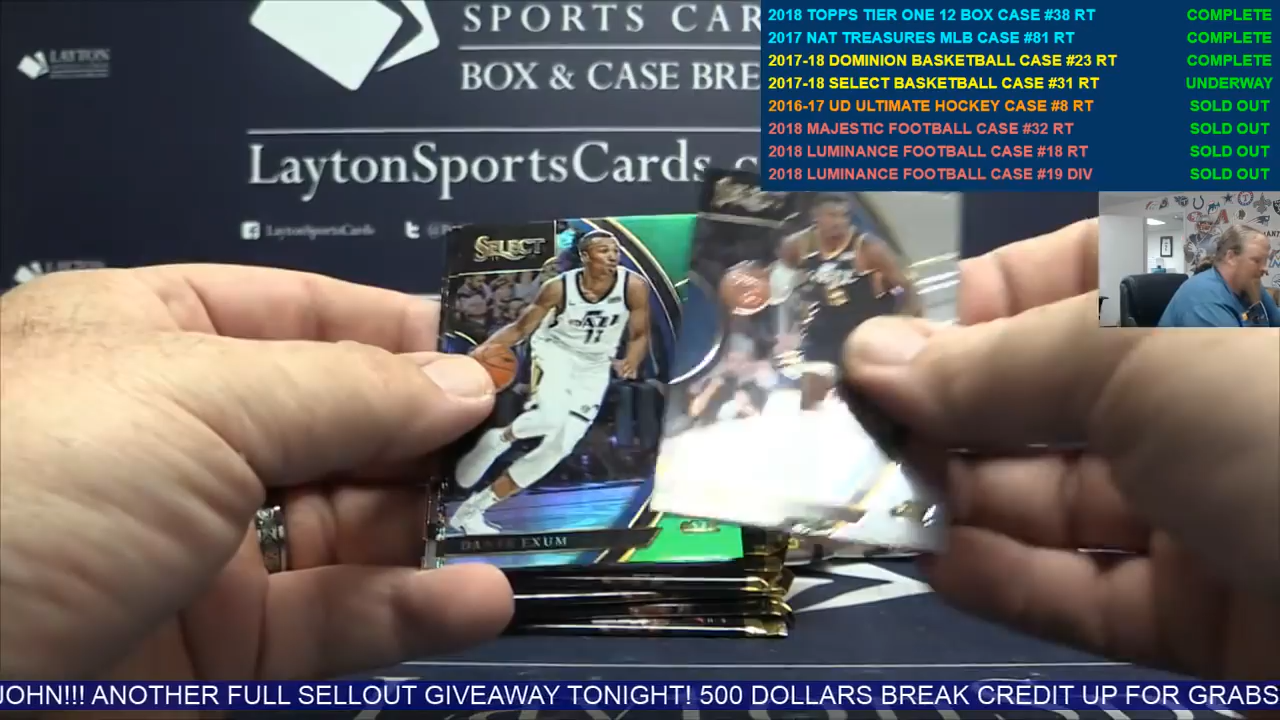 SPORTS CAR
BOX & CASE BRE
LaytonSportsCards.c
LAYTON
LaytonSportsCards
2018 TOPPS TIER ONE 12 BOX CASE #38 RT COMPLETE
2017 NAT TREASURES MLB CASE #81 RT COMPLETE
2017-18 DOMINION BASKETBALL CASE #23 RT COMPLETE
2017-18 SELECT BASKETBALL CASE #31 RT UNDERWAY
2016-17 UD ULTIMATE HOCKEY CASE #8 RT SOLD OUT
2018 MAJESTIC FOOTBALL CASE #32 RT SOLD OUT
2018 LUMINANCE FOOTBALL CASE #18 RT SOLD OUT
2018 LUMINANCE FOOTBALL CASE #19 DIV SOLD OUT
SELECT
JAZZ
11
DANTE EXUM
JOHN!!! ANOTHER FULL SELLOUT GIVEAWAY TONIGHT! 500 DOLLARS BREAK CREDIT UP FOR GRABS